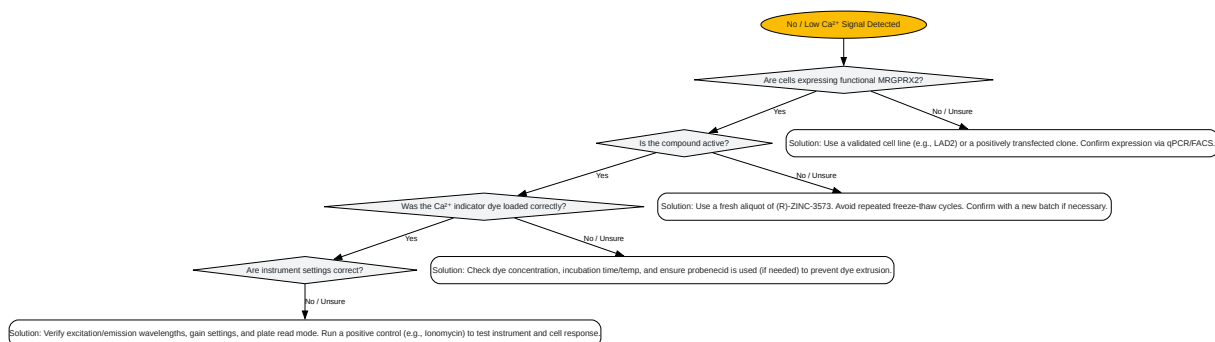 No / Low Ca²⁺ Signal Detected
Are cells expressing functional MRGPRX2?
Yes
No / Unsure
Is the compound active?
Solution: Use a validated cell line (e.g., LAD2) or a positively transfected clone. Confirm expression via qPCR/FACS.
Yes
No / Unsure
Was the Ca²⁺ indicator dye loaded correctly?
Solution: Use a fresh aliquot of (R)-ZINC-3573. Avoid repeated freeze-thaw cycles. Confirm with a new batch if necessary.
Yes
No / Unsure
Are instrument settings correct?
Solution: Check dye concentration, incubation time/temp, and ensure probenecid is used (if needed) to prevent dye extrusion.
No / Unsure
Solution: Verify excitation/emission wavelengths, gain settings, and plate read mode. Run a positive control (e.g., Ionomycin) to test instrument and cell response.